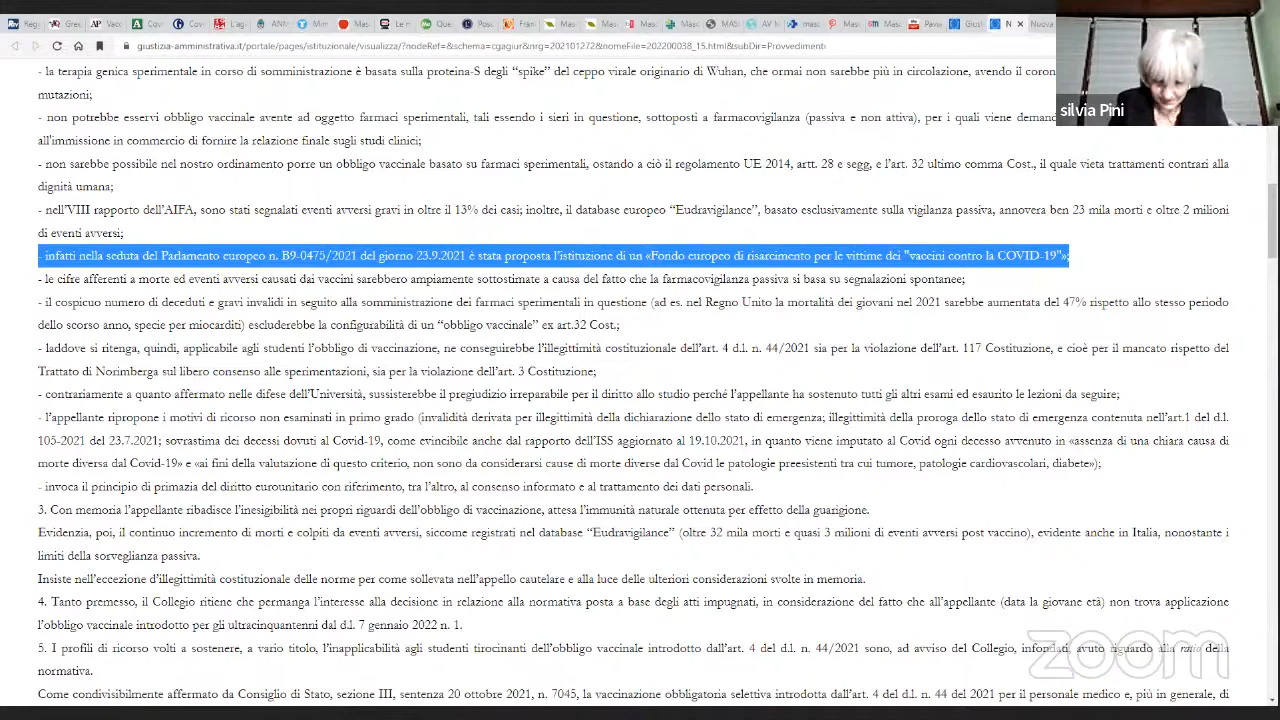 giustizia-amministrativa.it/portale/pages/istituzionale/visualizza/?nodeRef=&schema=cgagiur&nrg=202101272&nomeFile=202200038_15.html&subDir=Provvedimenti
silvia Pini
- la terapia genica sperimentale in corso di somministrazione è basata sulla proteina-S degli “spike” del ceppo virale originario di Wuhan, che ormai non sarebbe più in circolazione, avendo il
mutazioni;
- non potrebbe esservi obbligo vaccinale avente ad oggetto farmaci sperimentali, tali essendo i sieri in questione, sottoposti a farmacovigilanza (passiva e non attiva), per i quali viene
all’immissione in commercio di fornire la relazione finale sugli studi clinici;
- non sarebbe possibile nel nostro ordinamento porre un obbligo vaccinale basato su farmaci sperimentali, ostando a ciò il regolamento UE 2014, artt. 28 e segg, e l’art. 32 ultimo comma Cost., il quale vieta trattamenti contrari alla
dignità umana;
- nell’VIII rapporto dell’AIFA, sono stati segnalati eventi avversi gravi in oltre il 13% dei casi; inoltre, il database europeo “Eudravigilance”, basato esclusivamente sulla vigilanza passiva, annovera ben 23 mila morti e oltre 2 milioni
di eventi avversi;
- infatti nella seduta del Parlamento europeo n. B9-0475/2021 del giorno 23.9.2021 è stata proposta l’istituzione di un «Fondo europeo di risarcimento per le vittime dei "vaccini contro la COVID-19"»;
- le cifre afferenti a morte ed eventi avversi causati dai vaccini sarebbero ampiamente sottostimate a causa del fatto che la farmacovigilanza passiva si basa su segnalazioni spontanee;
- il cospicuo numero di deceduti e gravi invalidi in seguito alla somministrazione dei farmaci sperimentali in questione (ad es. nel Regno Unito la mortalità dei giovani nel 2021 sarebbe aumentata del 47% rispetto allo stesso periodo
dello scorso anno, specie per miocarditi) escluderebbe la configurabilità di un “obbligo vaccinale” ex art.32 Cost.;
- laddove si ritenga, quindi, applicabile agli studenti l’obbligo di vaccinazione, ne conseguirebbe l’illegittimità costituzionale dell’art. 4 d.l. n. 44/2021 sia per la violazione dell’art. 117 Costituzione, e cioè per il mancato rispetto del
Trattato di Norimberga sul libero consenso alle sperimentazioni, sia per la violazione dell’art. 3 Costituzione;
- contrariamente a quanto affermato nelle difese dell’Università, sussisterebbe il pregiudizio irreparabile per il diritto allo studio perché l’appellante ha sostenuto tutti gli altri esami ed esaurito le lezioni da seguire;
- l’appellante ripropone i motivi di ricorso non esaminati in primo grado (invalidità derivata per illegittimità della dichiarazione dello stato di emergenza; illegittimità della proroga dello stato di emergenza contenuta nell’art.1 del d.l.
105-2021 del 23.7.2021; sovrastima dei decessi dovuti al Covid-19, come evincibile anche dal rapporto dell’ISS aggiornato al 19.10.2021, in quanto viene imputato al Covid ogni decesso avvenuto in «assenza di una chiara causa di
morte diversa dal Covid-19» e «ai fini della valutazione di questo criterio, non sono da considerarsi cause di morte diverse dal Covid le patologie preesistenti tra cui tumore, patologie cardiovascolari, diabete»);
- invoca il principio di primazia del diritto eurounitario con riferimento, tra l’altro, al consenso informato e al trattamento dei dati personali.
3. Con memoria l’appellante ribadisce l’inesigibilità nei propri riguardi dell’obbligo di vaccinazione, attesa l’immunità naturale ottenuta per effetto della guarigione.
Evidenzia, poi, il continuo incremento di morti e colpiti da eventi avversi, siccome registrati nel database “Eudravigilance” (oltre 32 mila morti e quasi 3 milioni di eventi avversi post vaccino), evidente anche in Italia, nonostante i
limiti della sorveglianza passiva.
Insiste nell’eccezione d’illegittimità costituzionale delle norme per come sollevata nell’appello cautelare e alla luce delle ulteriori considerazioni svolte in memoria.
4. Tanto premesso, il Collegio ritiene che permanga l’interesse alla decisione in relazione alla normativa posta a base degli atti impugnati, in considerazione del fatto che all’appellante (data la giovane età) non trova applicazione
l’obbligo vaccinale introdotto per gli ultracinquantenni dal d.l. 7 gennaio 2022 n. 1.
5. I profili di ricorso volti a sostenere, a vario titolo, l’inapplicabilità agli studenti tirocinanti dell’obbligo vaccinale introdotto dall’art. 4 del d.l. n. 44/2021 sono, ad avviso del Collegio, infondati, avuto riguardo alla ratio della
normativa.
Come condivisibilmente affermato da Consiglio di Stato, sezione III, sentenza 20 ottobre 2021, n. 7045, la vaccinazione obbligatoria selettiva introdotta dall’art. 4 del d.l. n. 44 del 2021 per il personale medico e, più in generale, di
zoom